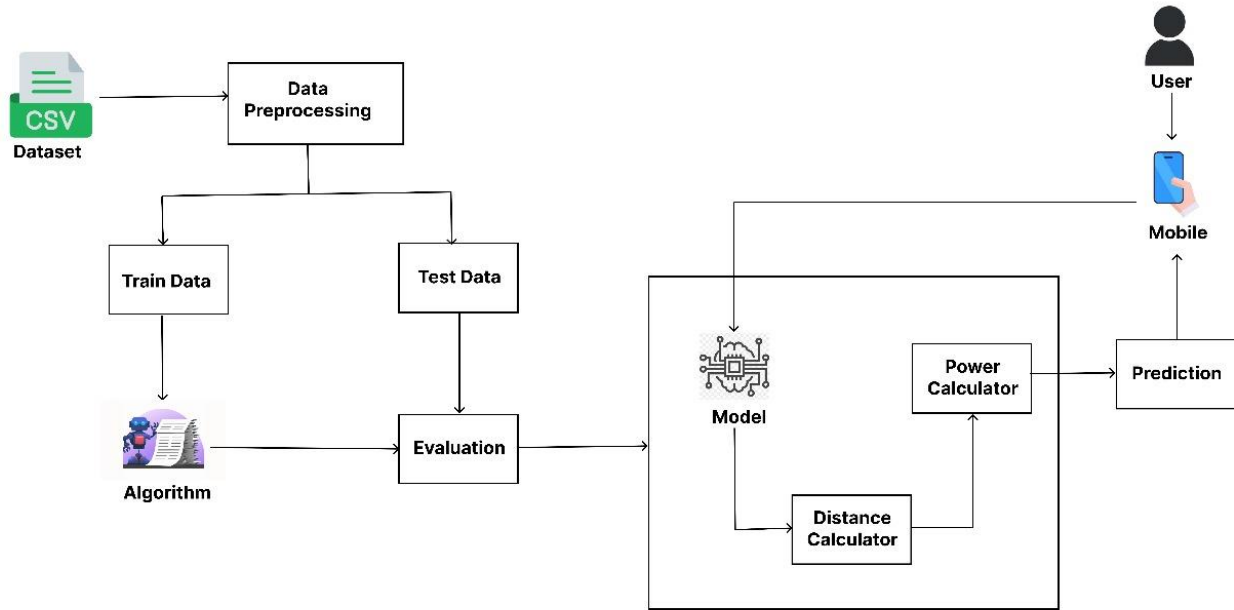 CSV
Dataset
Data
Preprocessing
Train Data
Test Data
Algorithm
Evaluation
Model
Distance
Calculator
Power
Calculator
Prediction
User
Mobile